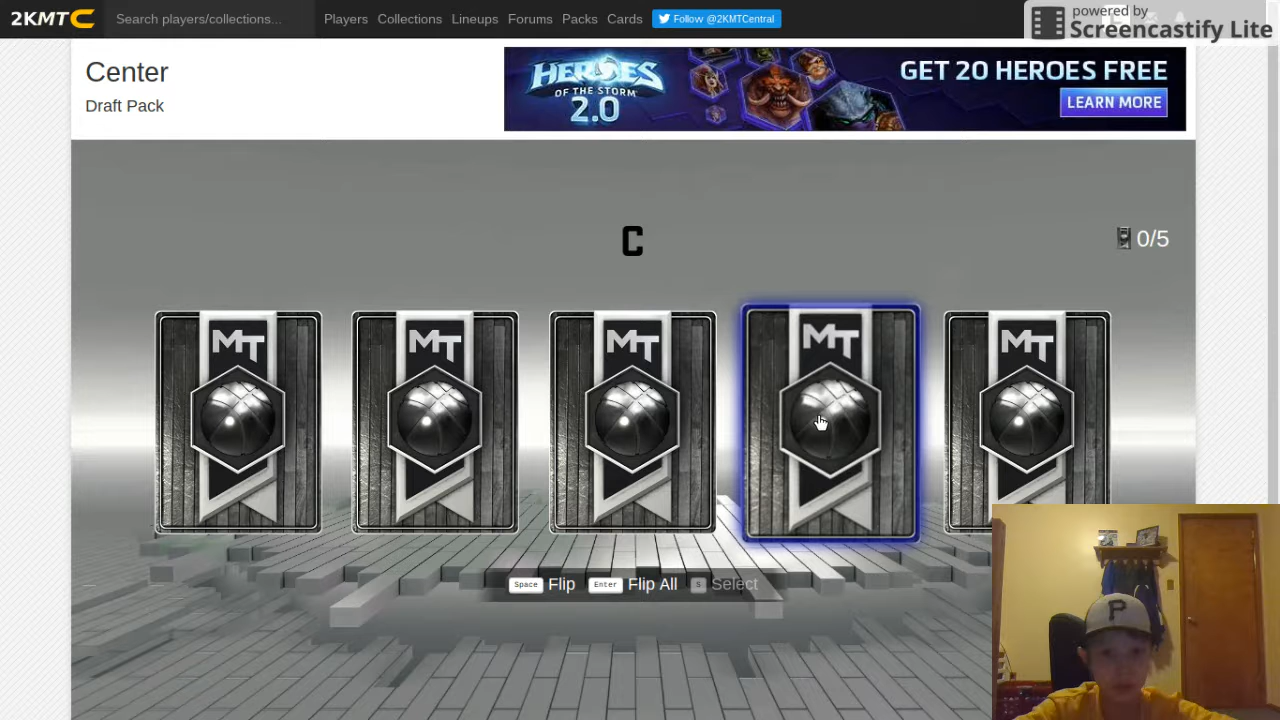 2KMTC
Search players/collections...
Players Collections Lineups Forums Packs Cards
Follow @2KMTCentral
powered by
Screencastify Lite
Center
Draft Pack
HEROES
OF THE STORM
2.0
GET 20 HEROES FREE
LEARN MORE
C
0/5
MT MT MT MT MT
Space Flip Enter Flip All S Select
P